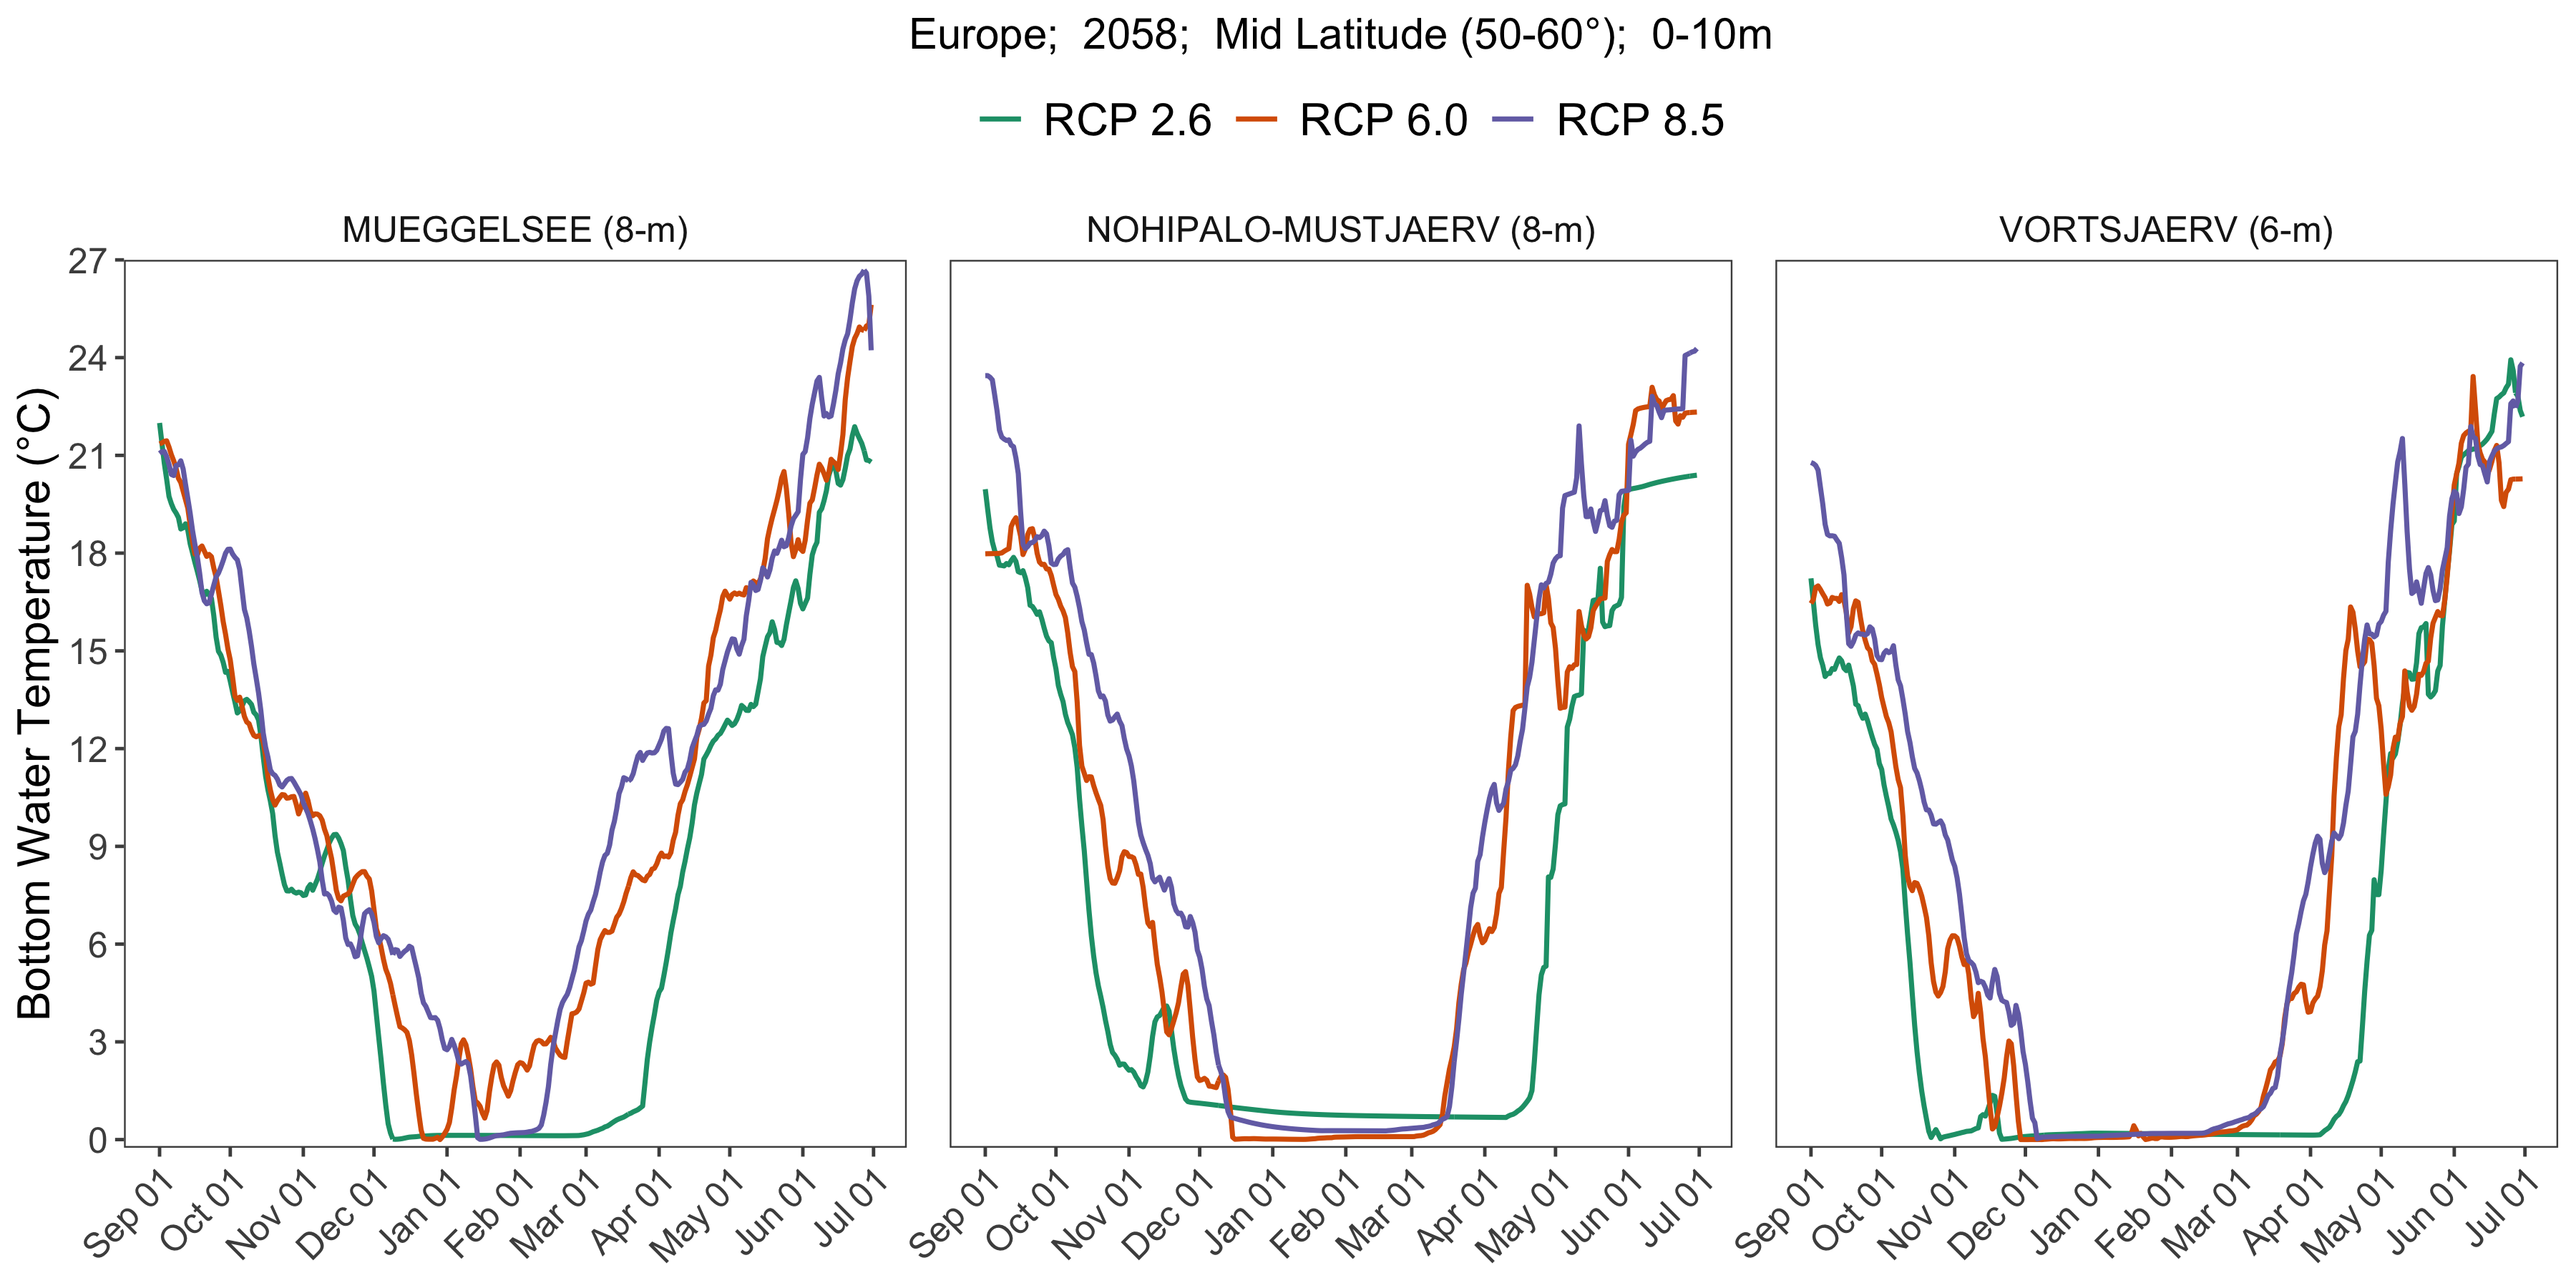 Europe;  2058;  Mid Latitude (50-60°);  0-10m
RCP 2.6 RCP 6.0 RCP 8.5
MUEGGELSEE (8-m) NOHIPALO-MUSTJAERV (8-m) VORTSJAERV (6-m)
Bottom Water Temperature (°C)
27
24
21
18
15
12
9
6
3
0
Sep 01 Oct 01 Nov 01 Dec 01 Jan 01 Feb 01 Mar 01 Apr 01 May 01 Jun 01 Jul 01 Sep 01 Oct 01 Nov 01 Dec 01 Jan 01 Feb 01 Mar 01 Apr 01 May 01 Jun 01 Jul 01 Sep 01 Oct 01 Nov 01 Dec 01 Jan 01 Feb 01 Mar 01 Apr 01 May 01 Jun 01 Jul 01